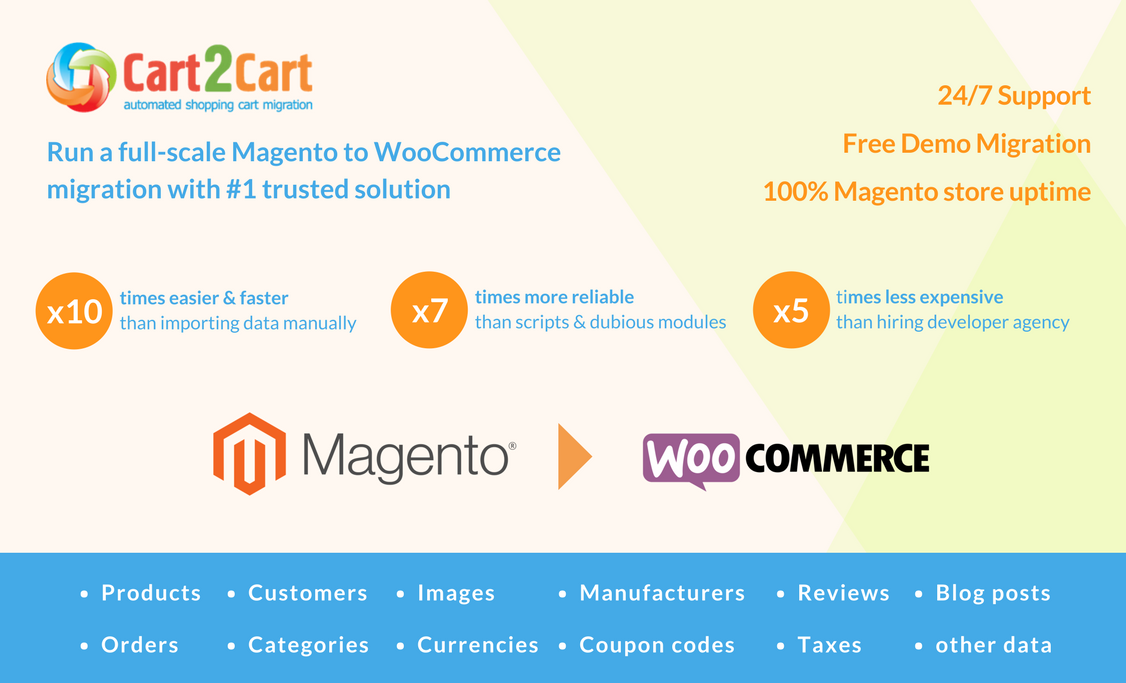 Cart2Cart
automated shopping cart migration
Run a full-scale Magento to WooCommerce
migration with #1 trusted solution
24/7 Support
Free Demo Migration
100% Magento store uptime
x10
times easier & faster
than importing data manually
x7
times more reliable
than scripts & dubious modules
x5
times less expensive
than hiring developer agency
Magento®
WOO COMMERCE
• Products • Customers • Images • Manufacturers • Reviews • Blog posts
• Orders • Categories • Currencies • Coupon codes • Taxes • other data